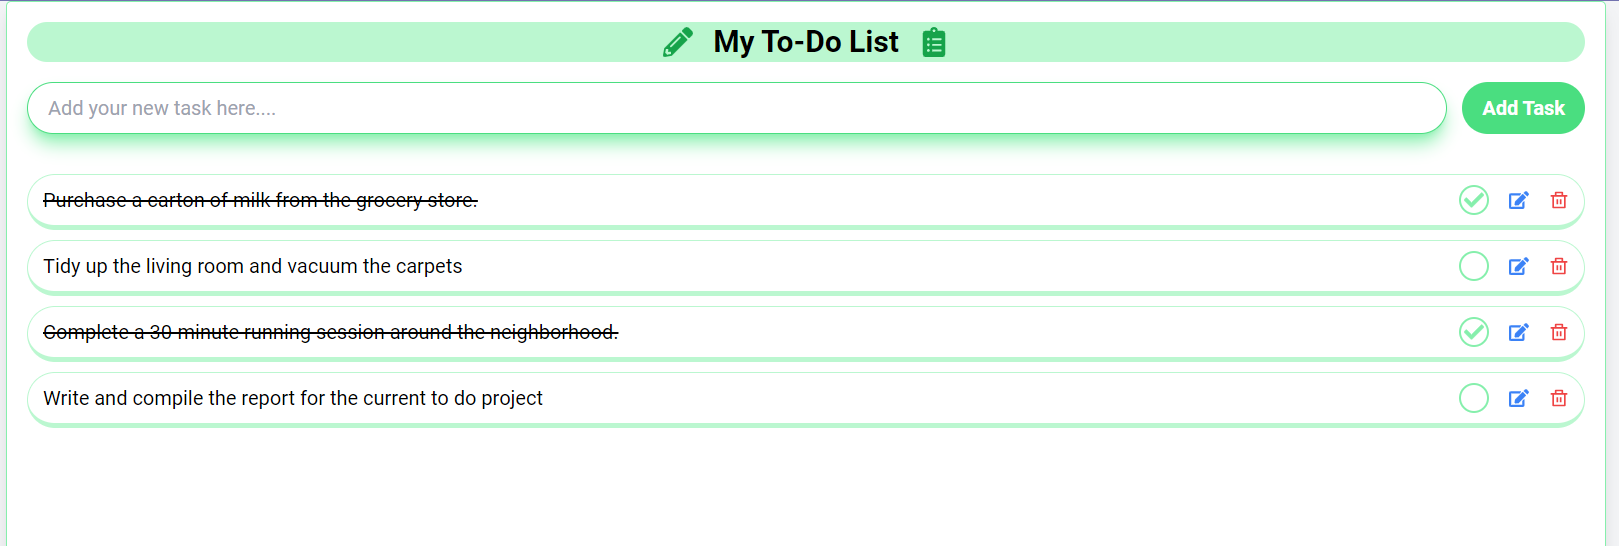 My To-Do List
Add your new task here....
Add Task
Purchase a carton of milk from the grocery store.
Tidy up the living room and vacuum the carpets
Complete a 30 minute running session around the neighborhood.
Write and compile the report for the current to do project